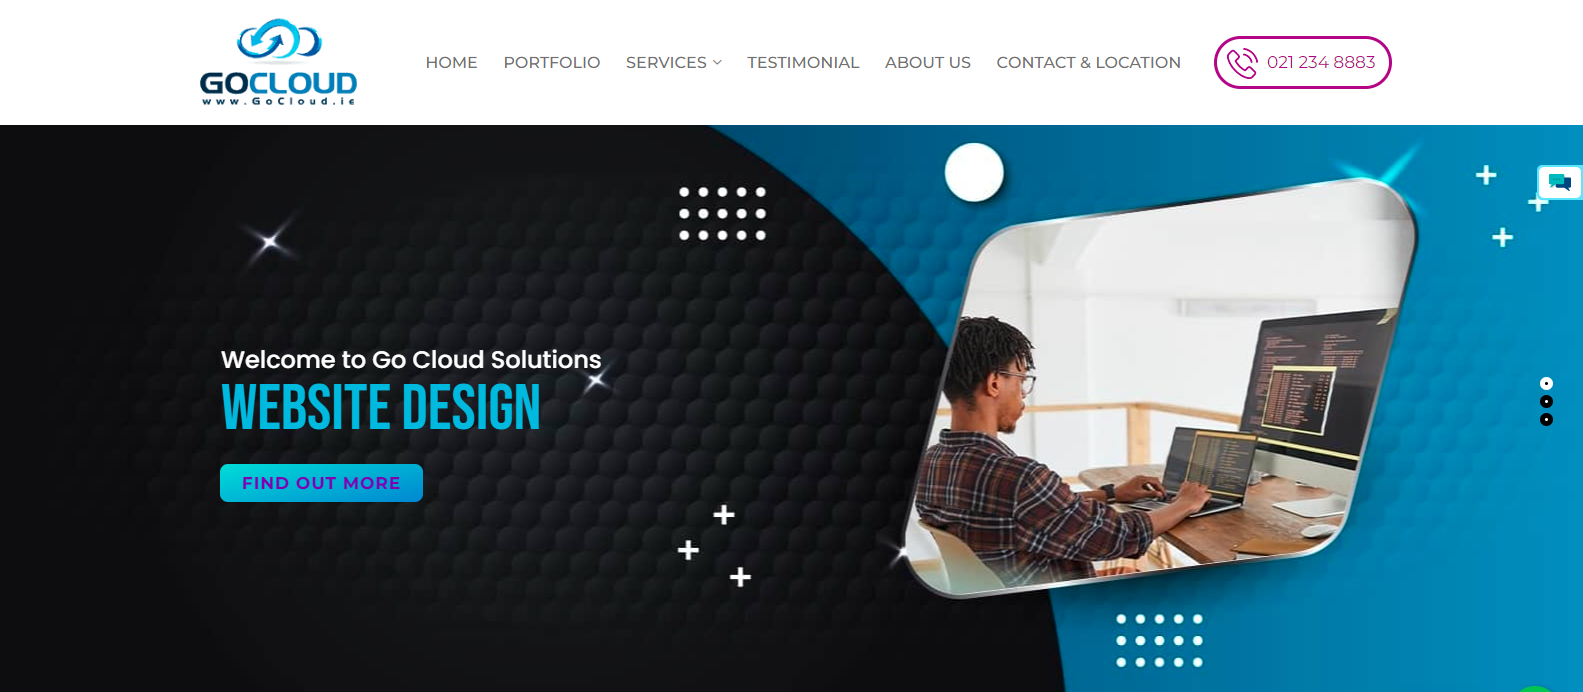 GOCLOUD
www.GoCloud.ie
HOME
PORTFOLIO
SERVICES
TESTIMONIAL
ABOUT US
CONTACT & LOCATION
021 234 8883
Welcome to Go Cloud Solutions
WEBSITE DESIGN
FIND OUT MORE